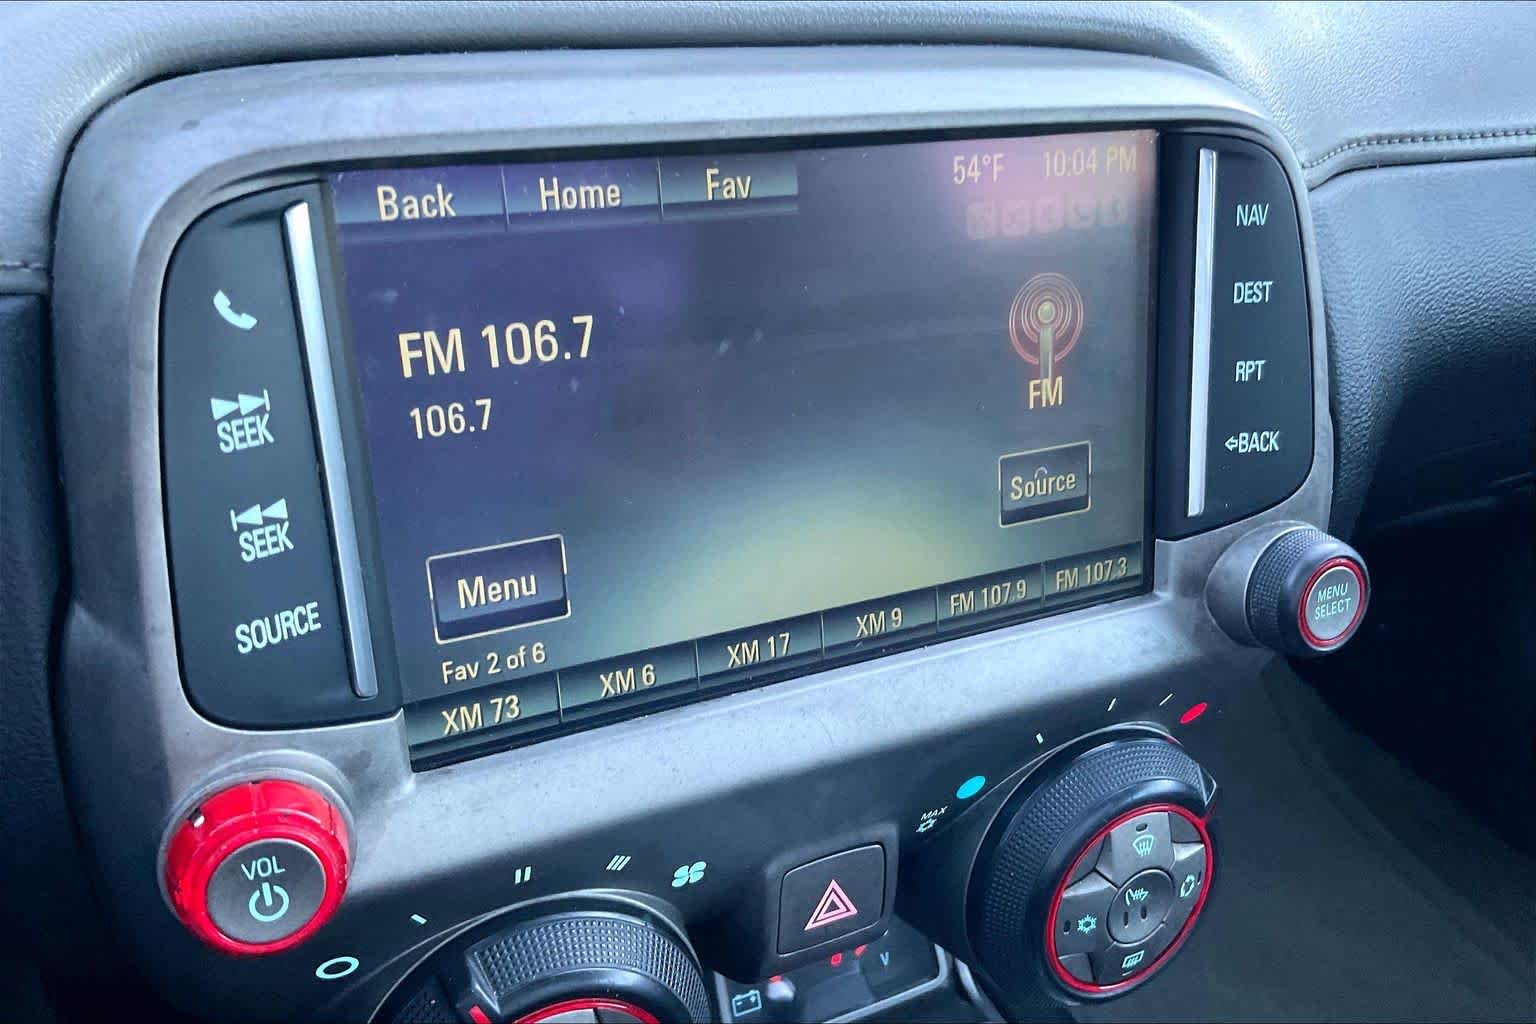 Back Home Fav 54°F 10:04 PM
FM 106.7
106.7
FM
Source
Menu
Fav 2 of 6
XM 73 XM 6 XM 17 XM 9 FM 107.9 FM 107.3
SEEK
SEEK
SOURCE
NAV
DEST
RPT
BACK
MENU
SELECT
VOL
MAX
V